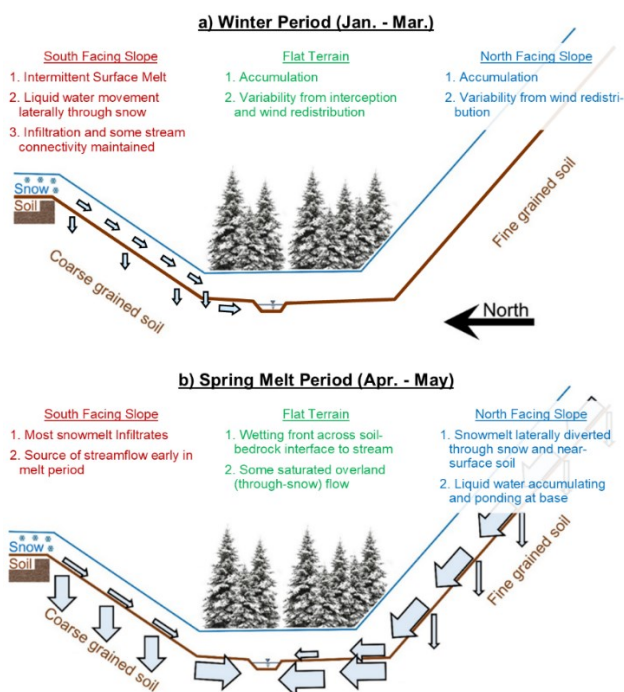 a) Winter Period (Jan. - Mar.)
South Facing Slope
1. Intermittent Surface Melt
2. Liquid water movement
laterally through snow
3. Infiltration and some stream
connectivity maintained
Flat Terrain
1. Accumulation
2. Variability from interception
and wind redistribution
North Facing Slope
1. Accumulation
2. Variability from wind redistri-
bution
Snow
Soil
Coarse grained soil
Fine grained soil
North
b) Spring Melt Period (Apr. - May)
South Facing Slope
1. Most snowmelt Infiltrates
2. Source of streamflow early in
melt period
Flat Terrain
1. Wetting front across soil-
bedrock interface to stream
2. Some saturated overland
(through-snow) flow
North Facing Slope
1. Snowmelt laterally diverted
through snow and near-
surface soil
2. Liquid water accumulating
and ponding at base
Snow
Soil
Coarse grained soil
Fine grained soil